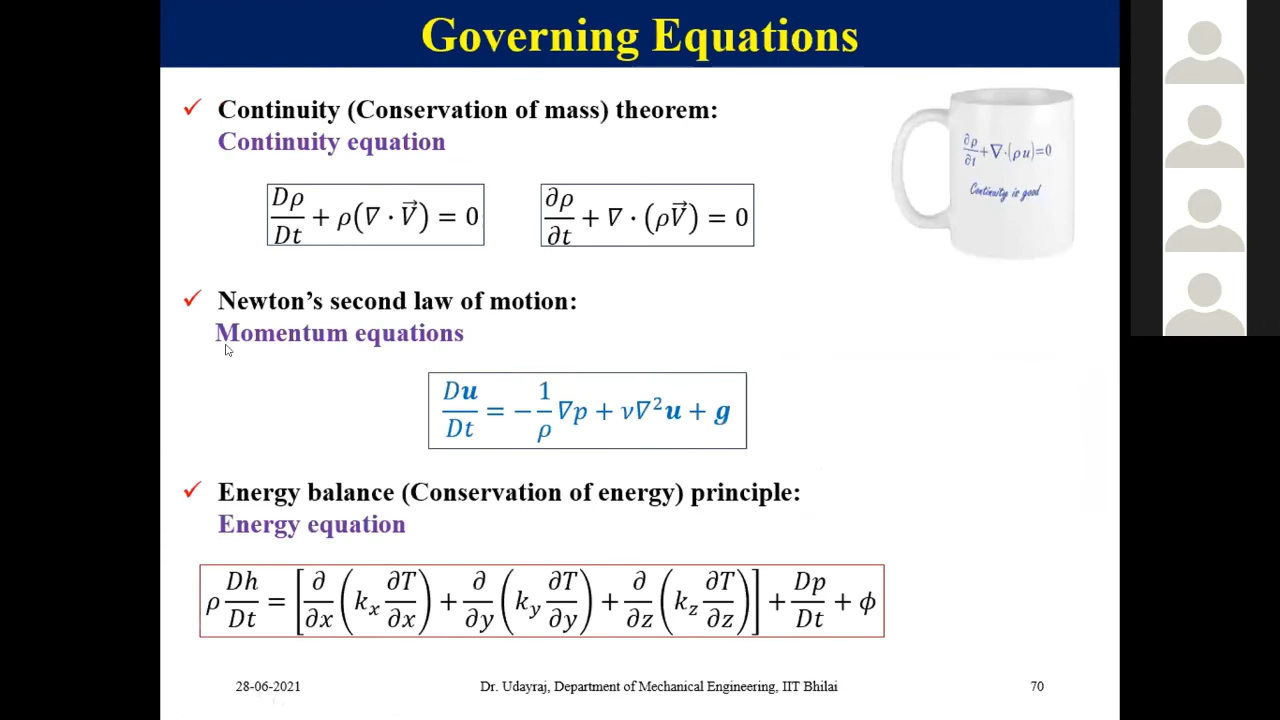 Governing Equations
✓ Continuity (Conservation of mass) theorem:
Continuity equation
Dρ/Dt + ρ(∇ · V⃗) = 0
∂ρ/∂t + ∇ · (ρV⃗) = 0
∂ρ/∂t + ∇·(ρu)=0
Continuity is good
✓ Newton’s second law of motion:
Momentum equations
Du/Dt = −1/ρ ∇p + ν∇²u + g
✓ Energy balance (Conservation of energy) principle:
Energy equation
ρ Dh/Dt = [∂/∂x (kₓ ∂T/∂x) + ∂/∂y (k_y ∂T/∂y) + ∂/∂z (k_z ∂T/∂z)] + Dp/Dt + ϕ
28-06-2021
Dr. Udayraj, Department of Mechanical Engineering, IIT Bhilai
70